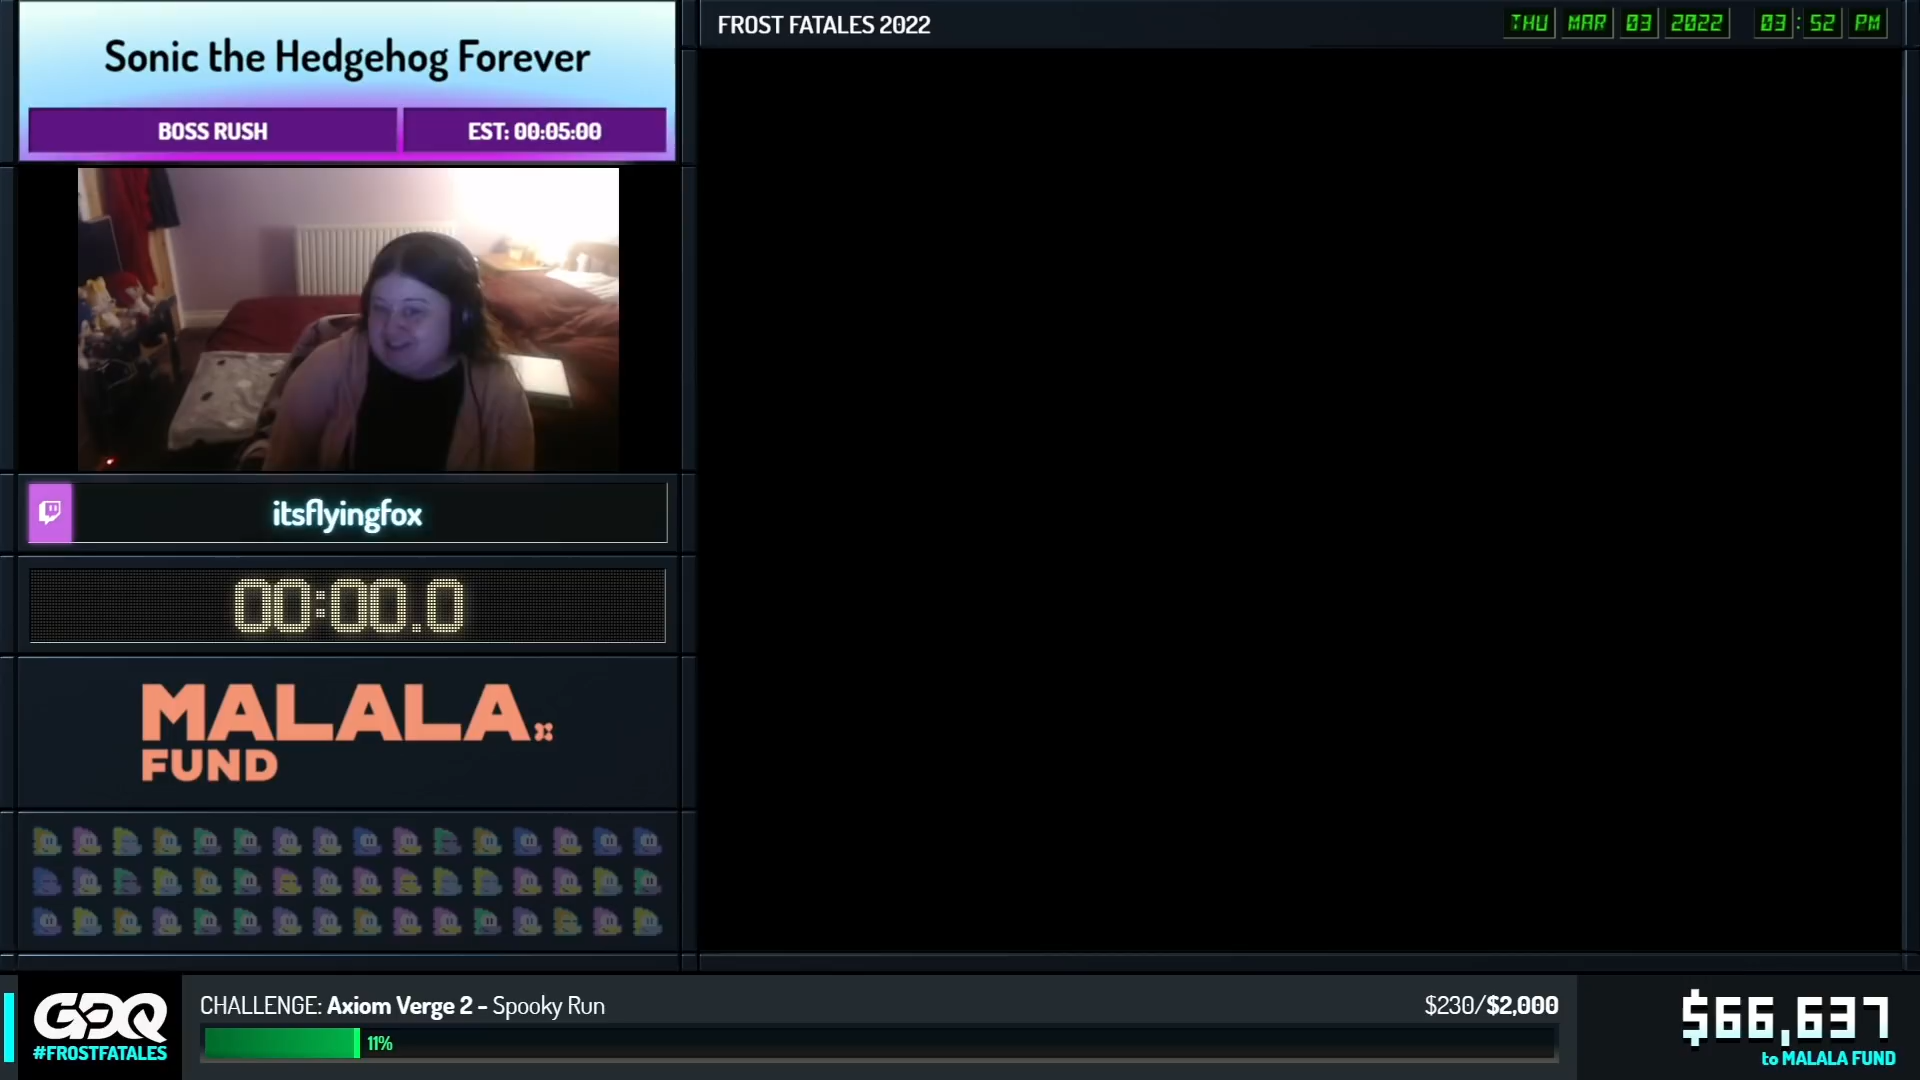 Sonic the Hedgehog Forever
BOSS RUSH
EST: 00:05:00
FROST FATALES 2022
THU MAR 03 2022 03:52 PM
itsflyingfox
00:00.0
MALALA
FUND
GDQ
#FROSTFATALES
CHALLENGE: Axiom Verge 2 - Spooky Run
$230/$2,000
11%
$66,637
to MALALA FUND